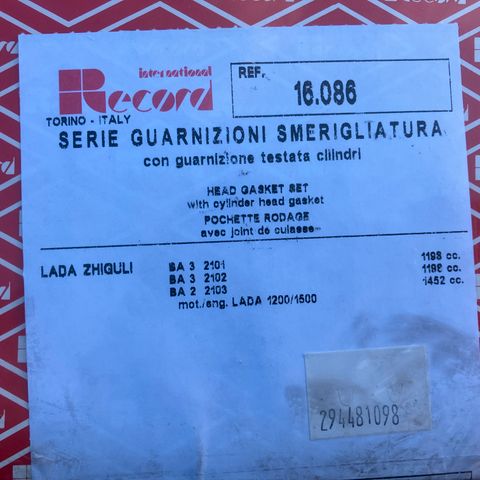 international
Record
TORINO - ITALY
REF. 16.086
SERIE GUARNIZIONI SMERIGLIATURA
con guarnizione testata cilindri
HEAD GASKET SET
with cylinder head gasket
POCHETTE RODAGE
avec joint de culasse
LADA ZHIGULI BA 3 2101 1198 cc.
BA 3 2102 1198 cc.
BA 2 2103 1452 cc.
mot./eng. LADA 1200/1500
294481098